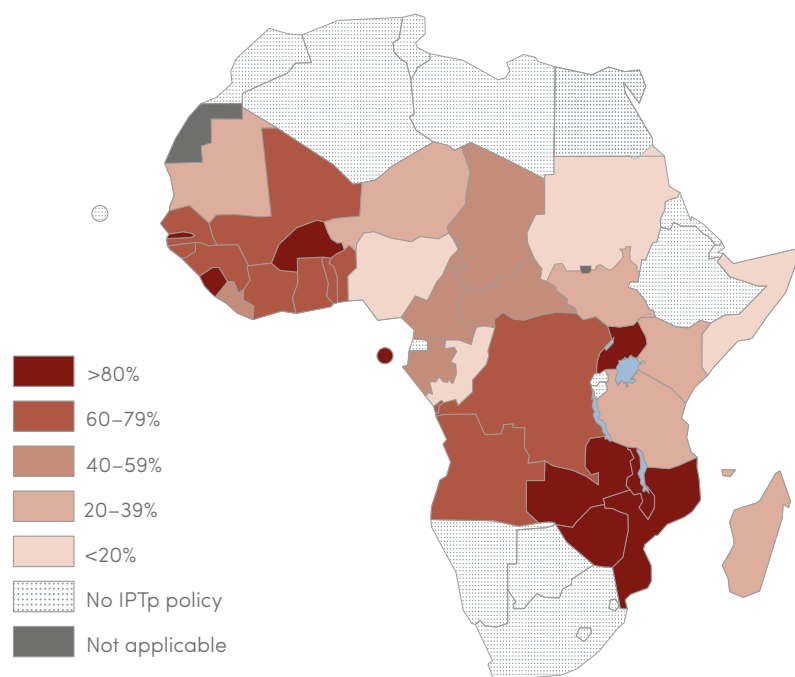 >80%
60–79%
40–59%
20–39%
<20%
No IPTp policy
Not applicable